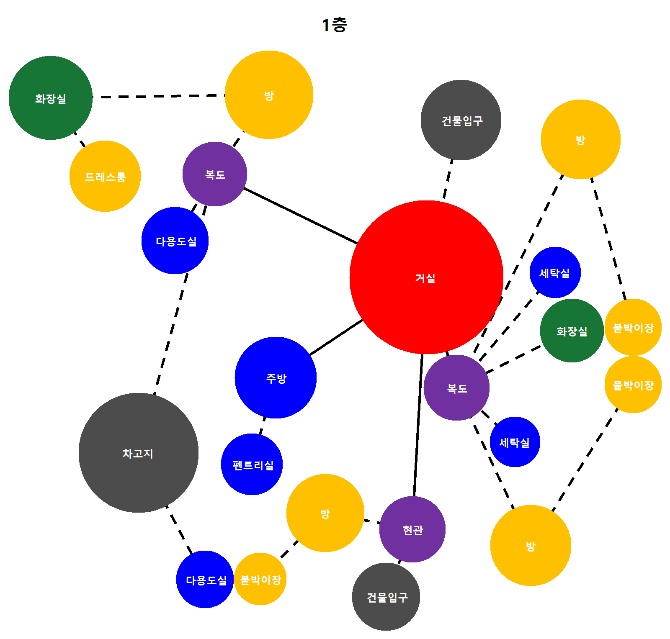 1층
화장실
방
건물입구
방
드레스룸
복도
다용도실
거실
세탁실
화장실
붙박이장
주방
복도
붙박이장
차고지
세탁실
펜트리실
방
현관
방
다용도실
붙박이장
건물입구